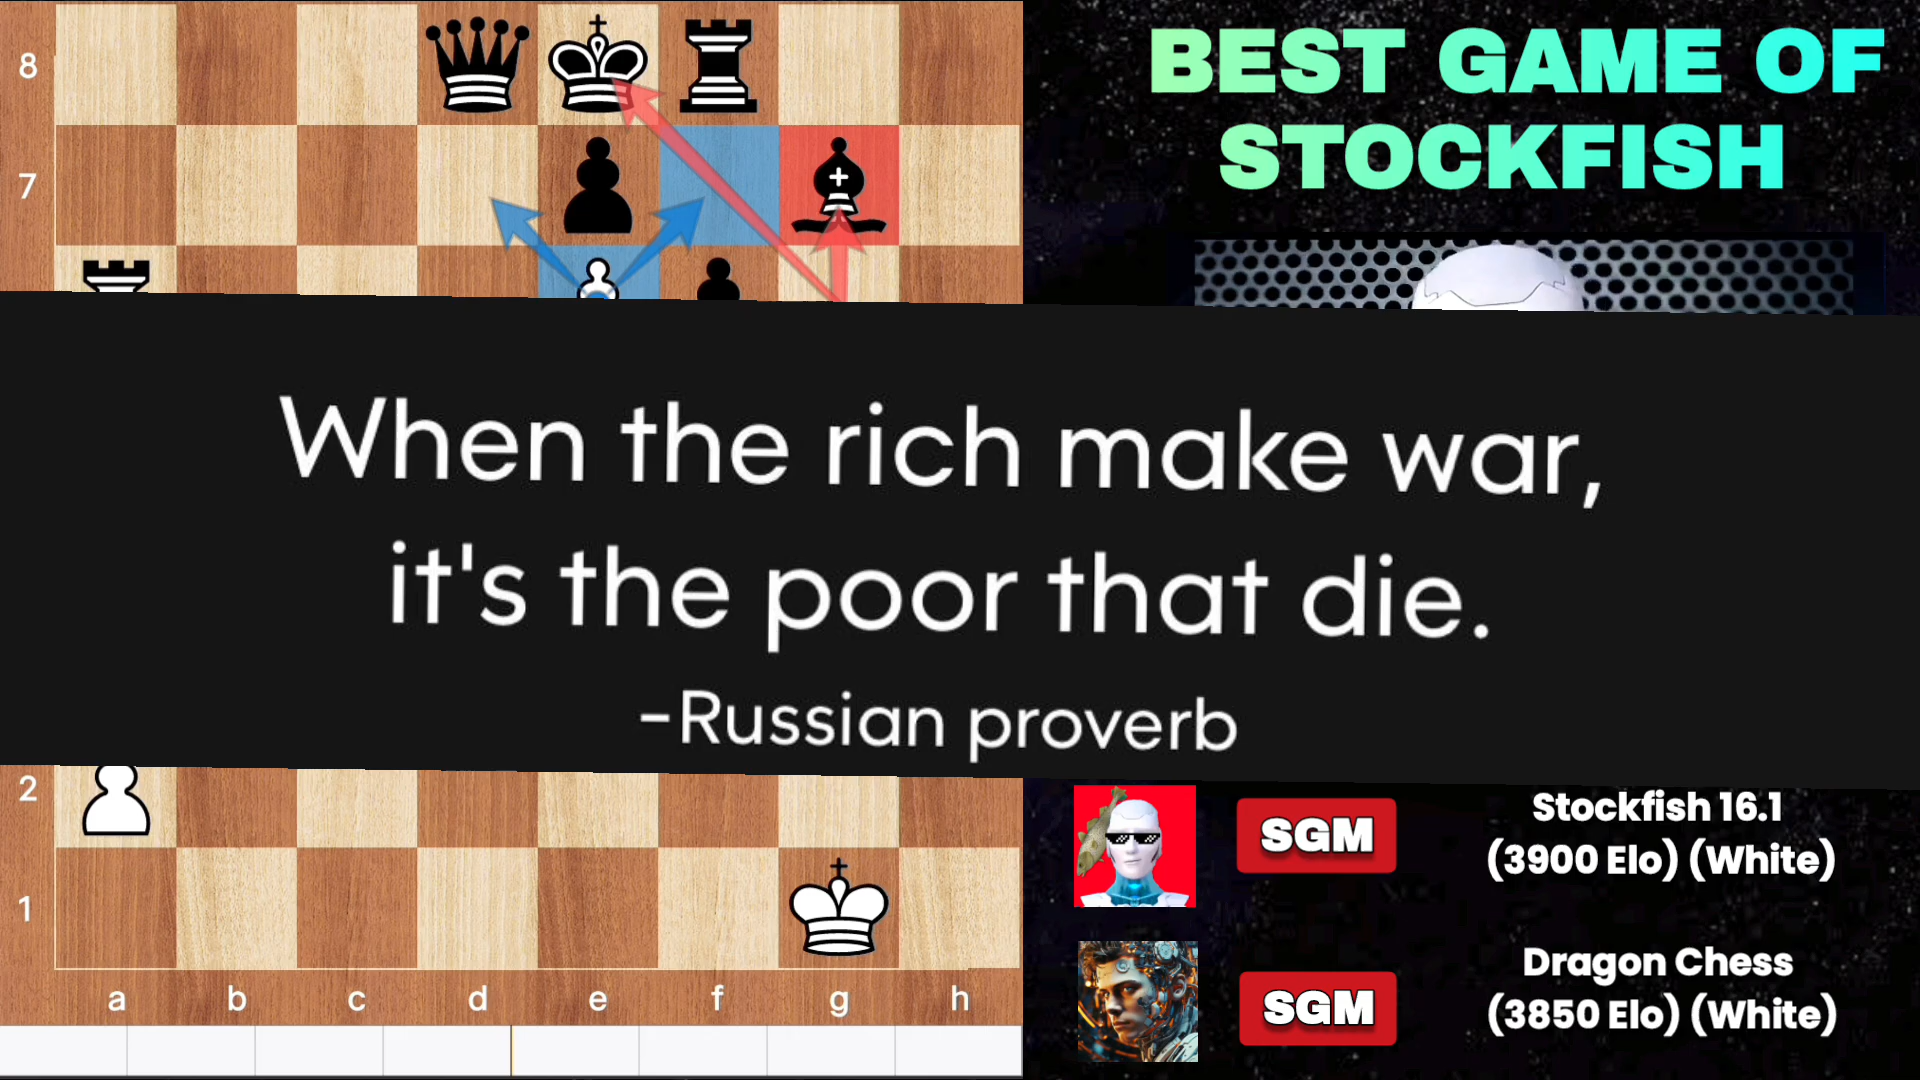 BEST GAME OF
STOCKFISH
8
7
When the rich make war,
it's the poor that die.
-Russian proverb
2
1
a b c d e f g h
SGM
Stockfish 16.1
(3900 Elo) (White)
SGM
Dragon Chess
(3850 Elo) (White)